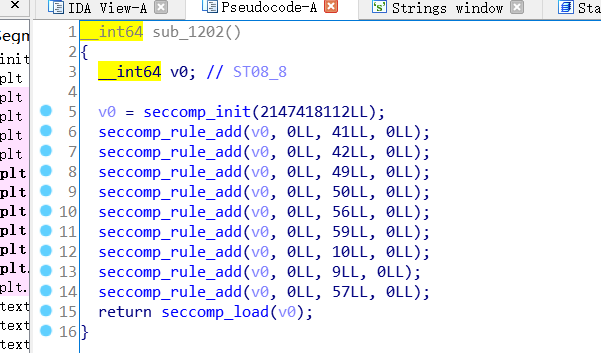 IDA View-A Pseudocode-A Strings window Sta
Segm
init
plt
plt
plt
plt
plt
plt
plt
plt
plt
plt.
plt.
text
text
text
1 __int64 sub_1202()
2 {
3 __int64 v0; // ST08_8
4
5 v0 = seccomp_init(2147418112LL);
6 seccomp_rule_add(v0, 0LL, 41LL, 0LL);
7 seccomp_rule_add(v0, 0LL, 42LL, 0LL);
8 seccomp_rule_add(v0, 0LL, 49LL, 0LL);
9 seccomp_rule_add(v0, 0LL, 50LL, 0LL);
10 seccomp_rule_add(v0, 0LL, 56LL, 0LL);
11 seccomp_rule_add(v0, 0LL, 59LL, 0LL);
12 seccomp_rule_add(v0, 0LL, 10LL, 0LL);
13 seccomp_rule_add(v0, 0LL, 9LL, 0LL);
14 seccomp_rule_add(v0, 0LL, 57LL, 0LL);
15 return seccomp_load(v0);
16 }